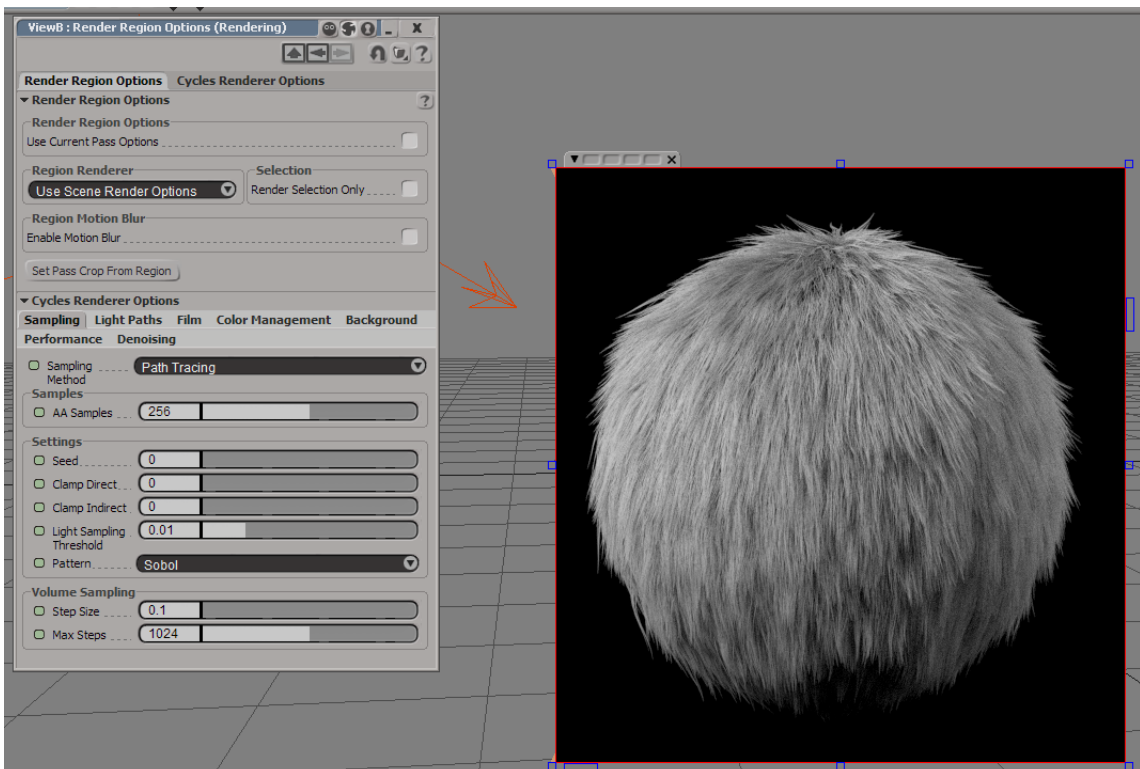 ViewB : Render Region Options (Rendering)
Render Region Options Cycles Renderer Options
Render Region Options
Render Region Options
Use Current Pass Options
Region Renderer
Use Scene Render Options
Selection
Render Selection Only
Region Motion Blur
Enable Motion Blur
Set Pass Crop From Region
Cycles Renderer Options
Sampling Light Paths Film Color Management Background
Performance Denoising
Sampling Method Path Tracing
Samples
AA Samples 256
Settings
Seed 0
Clamp Direct 0
Clamp Indirect 0
Light Sampling Threshold 0.01
Pattern Sobol
Volume Sampling
Step Size 0.1
Max Steps 1024